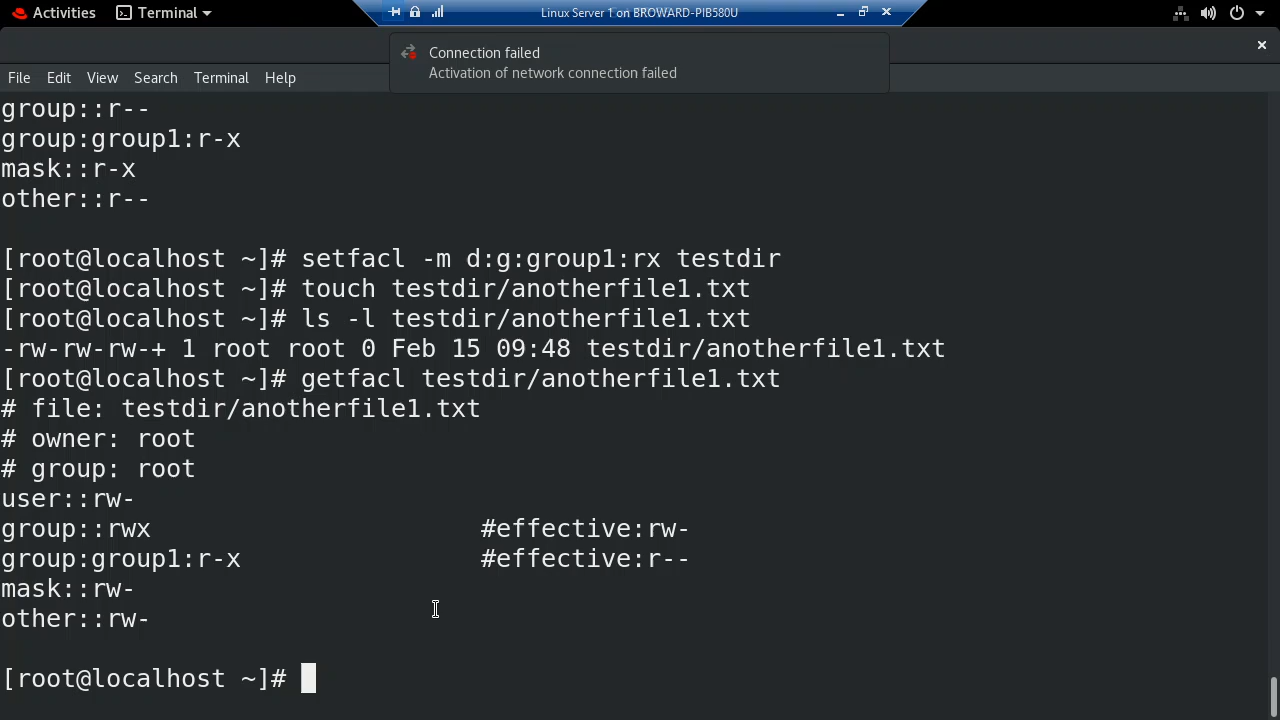 Activities
Terminal
Linux Server 1 on BROWARD-PIB580U
Connection failed
Activation of network connection failed
File Edit View Search Terminal Help
group::r--
group:group1:r-x
mask::r-x
other::r--
[root@localhost ~]# setfacl -m d:g:group1:rx testdir
[root@localhost ~]# touch testdir/anotherfile1.txt
[root@localhost ~]# ls -l testdir/anotherfile1.txt
-rw-rw-rw-+ 1 root root 0 Feb 15 09:48 testdir/anotherfile1.txt
[root@localhost ~]# getfacl testdir/anotherfile1.txt
# file: testdir/anotherfile1.txt
# owner: root
# group: root
user::rw-
group::rwx #effective:rw-
group:group1:r-x #effective:r--
mask::rw-
other::rw-
[root@localhost ~]#